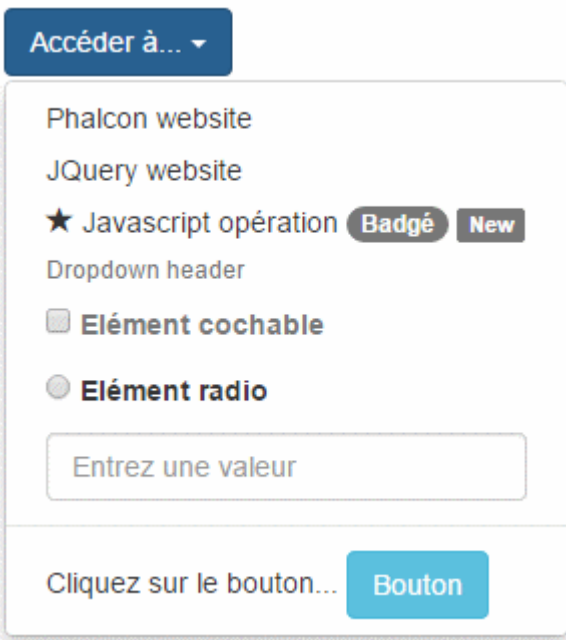 Accéder à...
Phalcon website
JQuery website
★ Javascript opération Badgé New
Dropdown header
Elément cochable
Elément radio
Entrez une valeur
Cliquez sur le bouton... Bouton